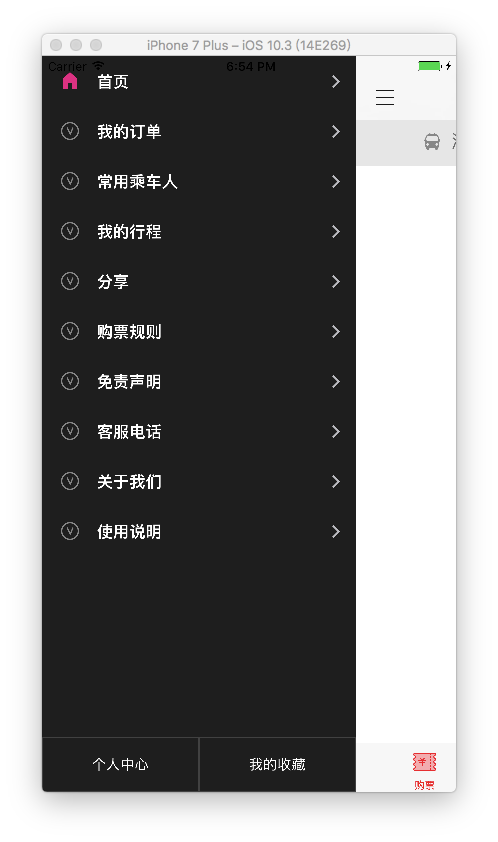 iPhone 7 Plus – iOS 10.3 (14E269)
Carrier 6:54 PM
首页
我的订单
常用乘车人
我的行程
分享
购票规则
免责声明
客服电话
关于我们
使用说明
个人中心 我的收藏
购票